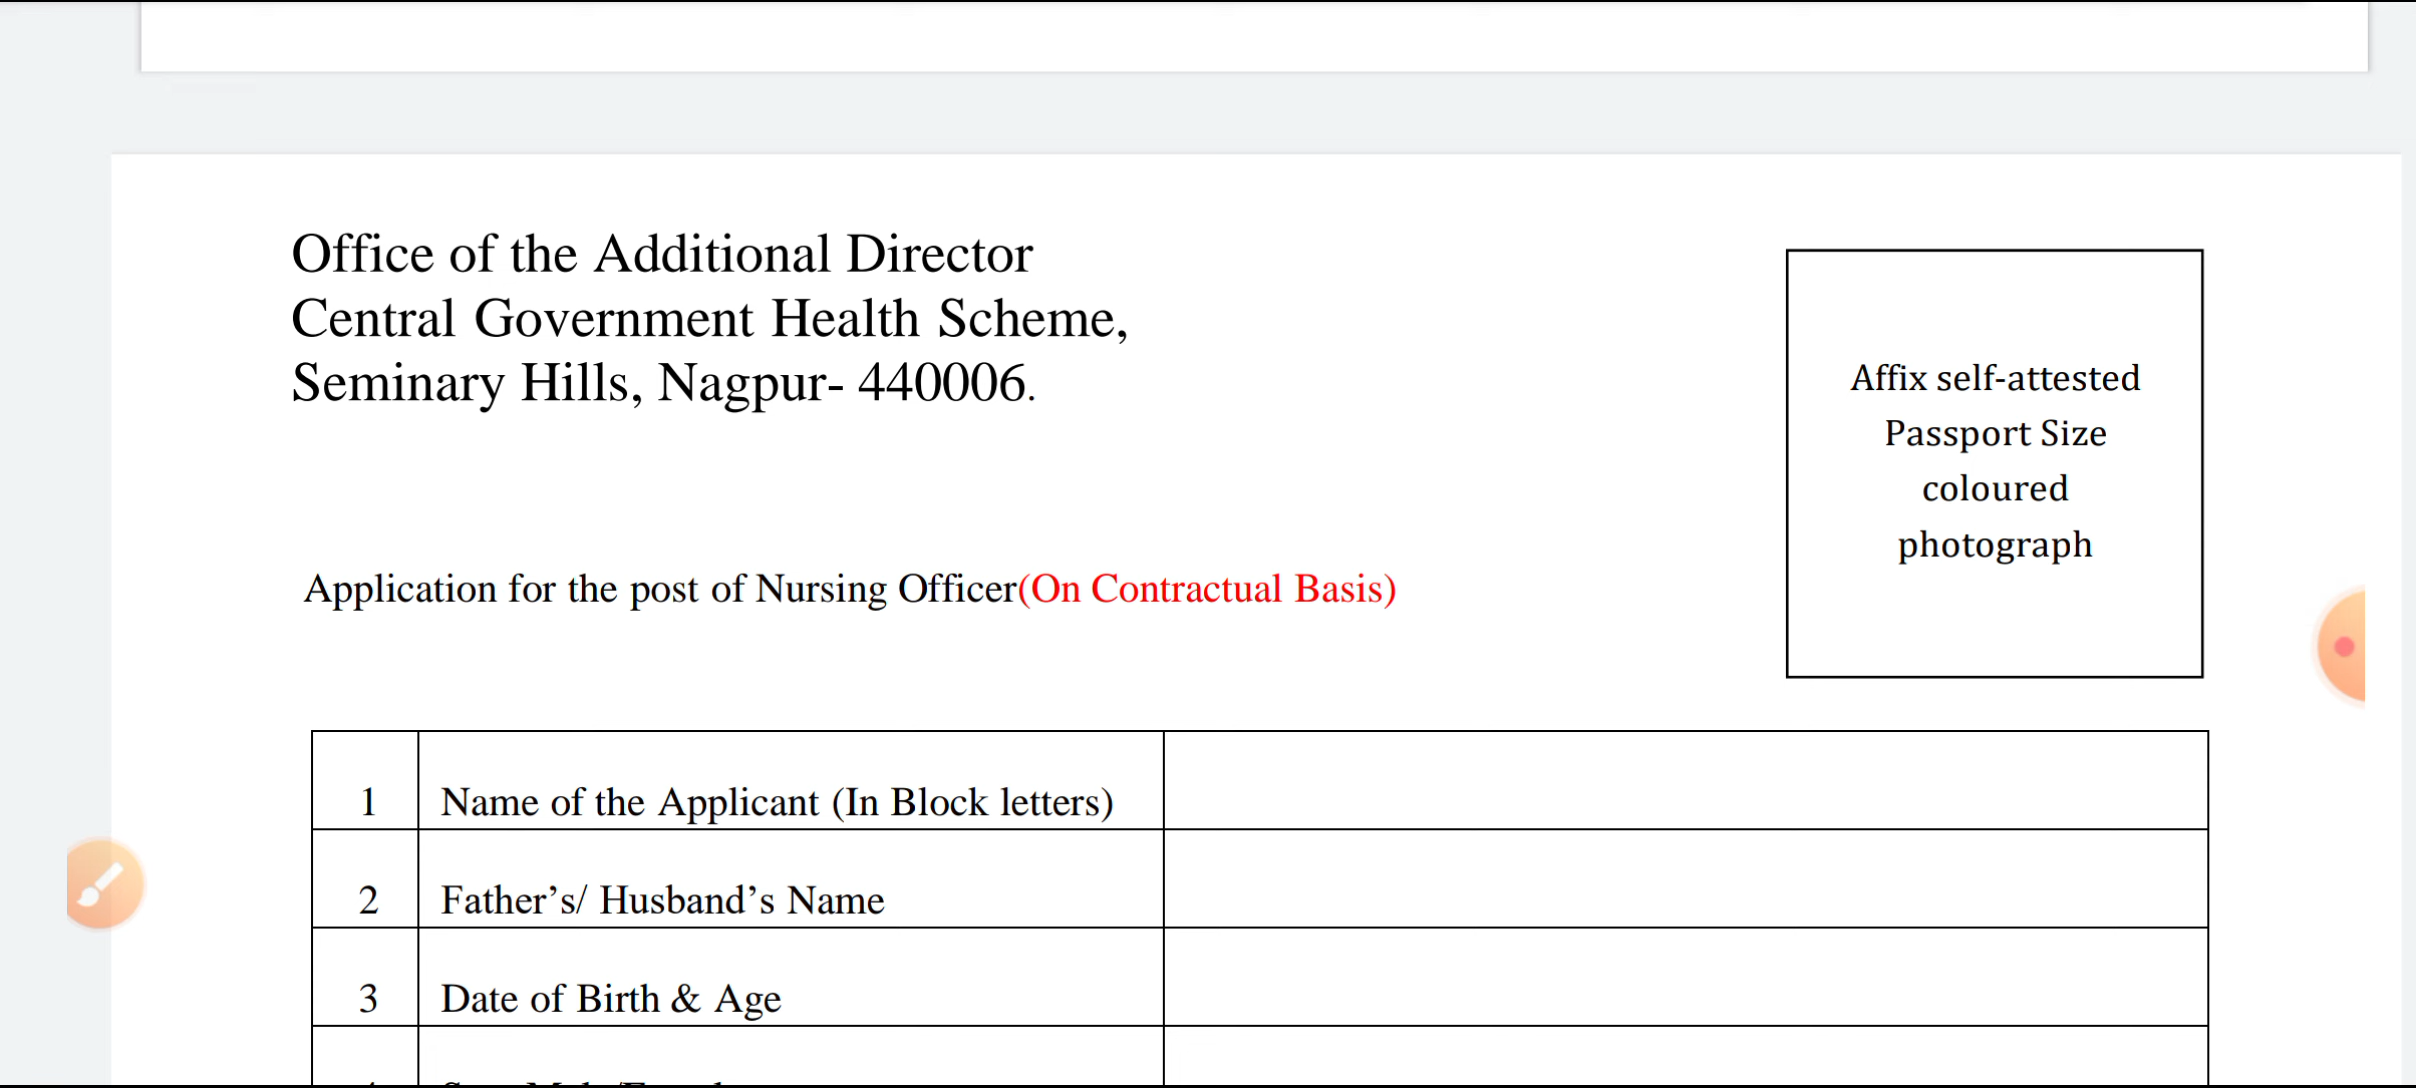 Office of the Additional Director
Central Government Health Scheme,
Seminary Hills, Nagpur- 440006.
Affix self-attested
Passport Size
coloured
photograph
Application for the post of Nursing Officer(On Contractual Basis)
1 Name of the Applicant (In Block letters)
2 Father’s/ Husband’s Name
3 Date of Birth & Age